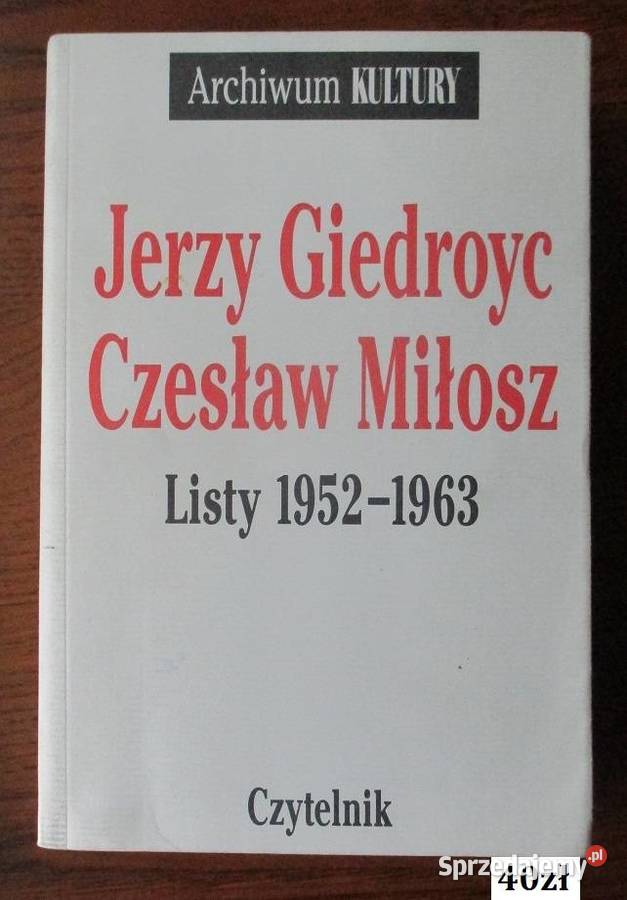 Archiwum KULTURY
Jerzy Giedroyc
Czesław Miłosz
Listy 1952–1963
Czytelnik
Sprzedajemy.pl
40zł